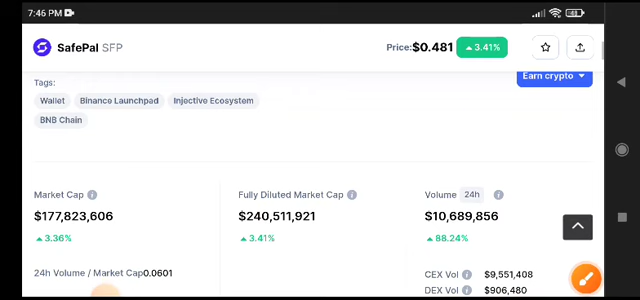 7:46 PM
SafePal SFP
Price:$0.481 3.41%
Tags:
Earn crypto
Wallet Binance Launchpad Injective Ecosystem
BNB Chain
Market Cap Fully Diluted Market Cap Volume 24h
$177,823,606 $240,511,921 $10,689,856
3.36% 3.41% 88.24%
24h Volume / Market Cap0.0601
CEX Vol $9,551,408
DEX Vol $906,480